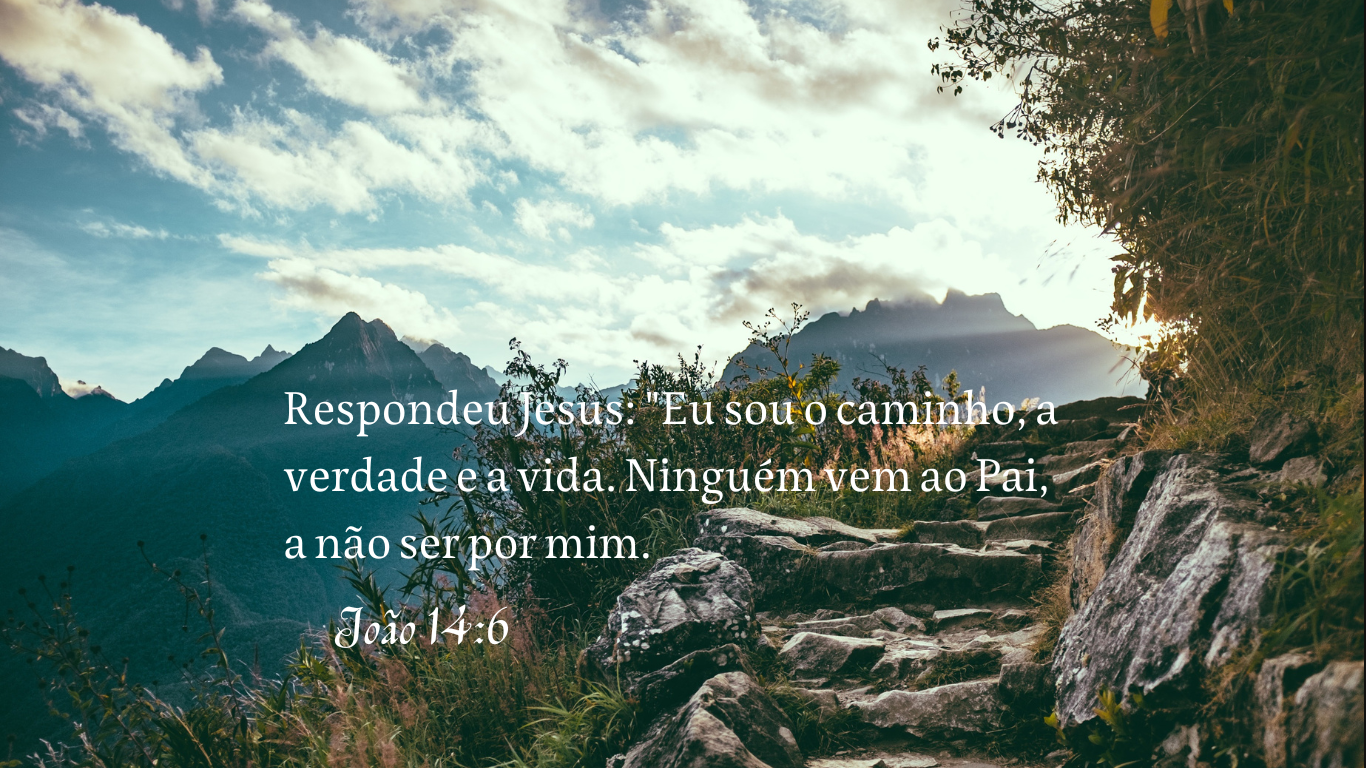 Respondeu Jesus: "Eu sou o caminho, a
verdade e a vida. Ninguém vem ao Pai,
a não ser por mim.
João 14:6